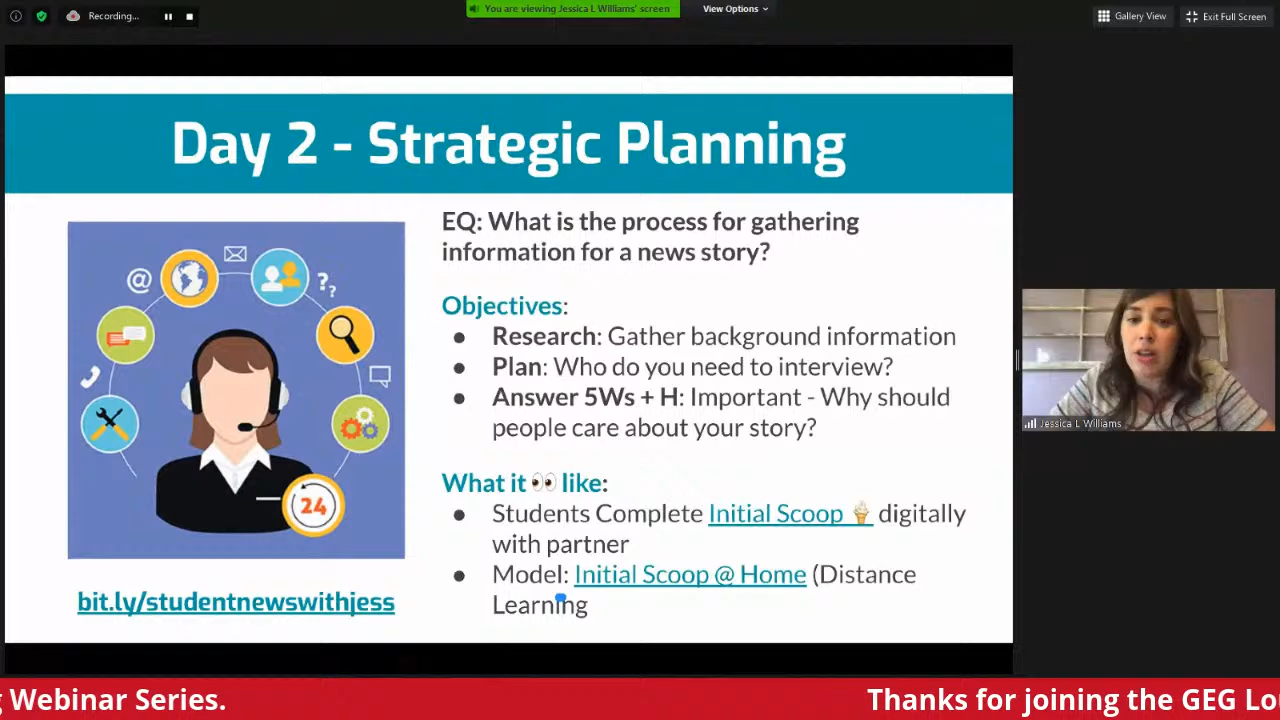 Recording...
You are viewing Jessica L Williams' screen
View Options
Gallery View
Exit Full Screen
Day 2 - Strategic Planning
@
??
24
bit.ly/studentnewswithjess
EQ: What is the process for gathering
information for a news story?
Objectives:
● Research: Gather background information
● Plan: Who do you need to interview?
● Answer 5Ws + H: Important - Why should
people care about your story?
What it 👀 like:
● Students Complete Initial Scoop 🍦 digitally
with partner
● Model: Initial Scoop @ Home (Distance
Learning
Jessica L Williams
Webinar Series.
Thanks for joining the GEG